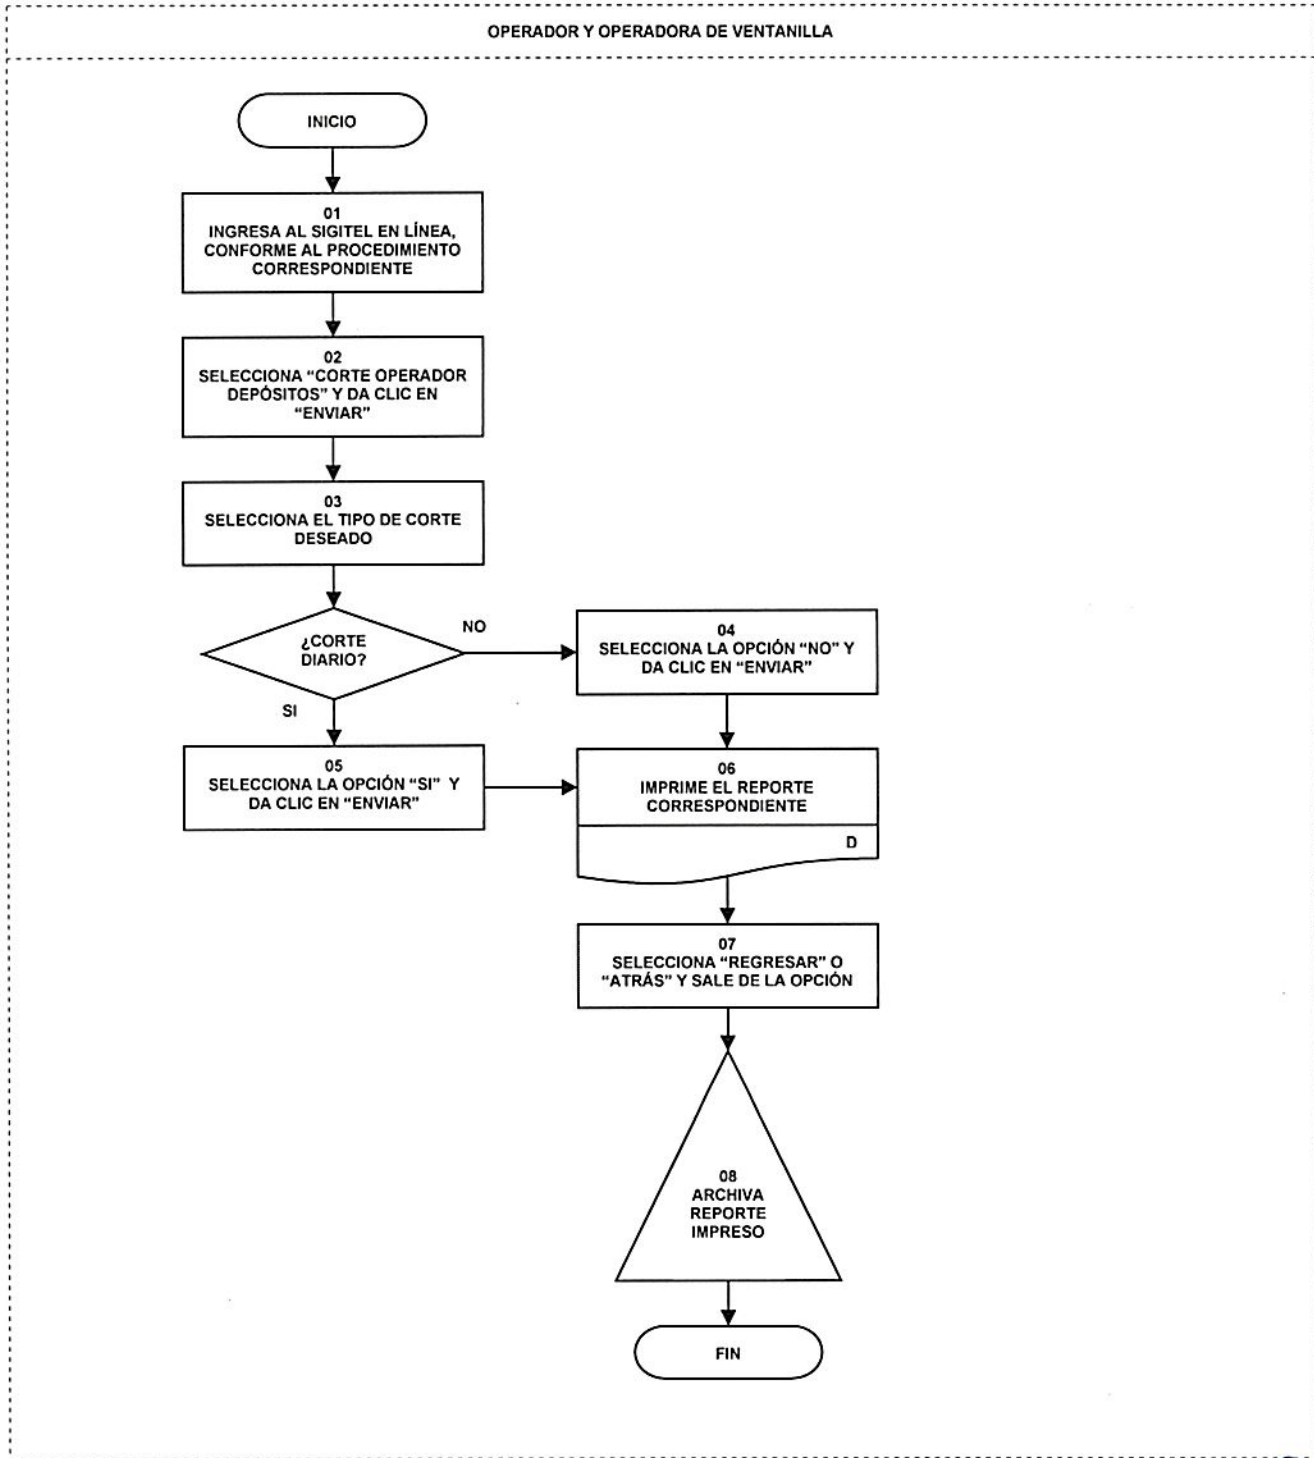 OPERADOR Y OPERADORA DE VENTANILLA
INICIO
01
INGRESA AL SIGITEL EN LÍNEA,
CONFORME AL PROCEDIMIENTO
CORRESPONDIENTE
02
SELECCIONA “CORTE OPERADOR
DEPÓSITOS” Y DA CLIC EN
“ENVIAR”
03
SELECCIONA EL TIPO DE CORTE
DESEADO
¿CORTE
DIARIO?
NO
04
SELECCIONA LA OPCIÓN “NO” Y
DA CLIC EN “ENVIAR”
SI
05
SELECCIONA LA OPCIÓN “SI” Y
DA CLIC EN “ENVIAR”
06
IMPRIME EL REPORTE
CORRESPONDIENTE
D
07
SELECCIONA “REGRESAR” O
“ATRÁS” Y SALE DE LA OPCIÓN
08
ARCHIVA
REPORTE
IMPRESO
FIN